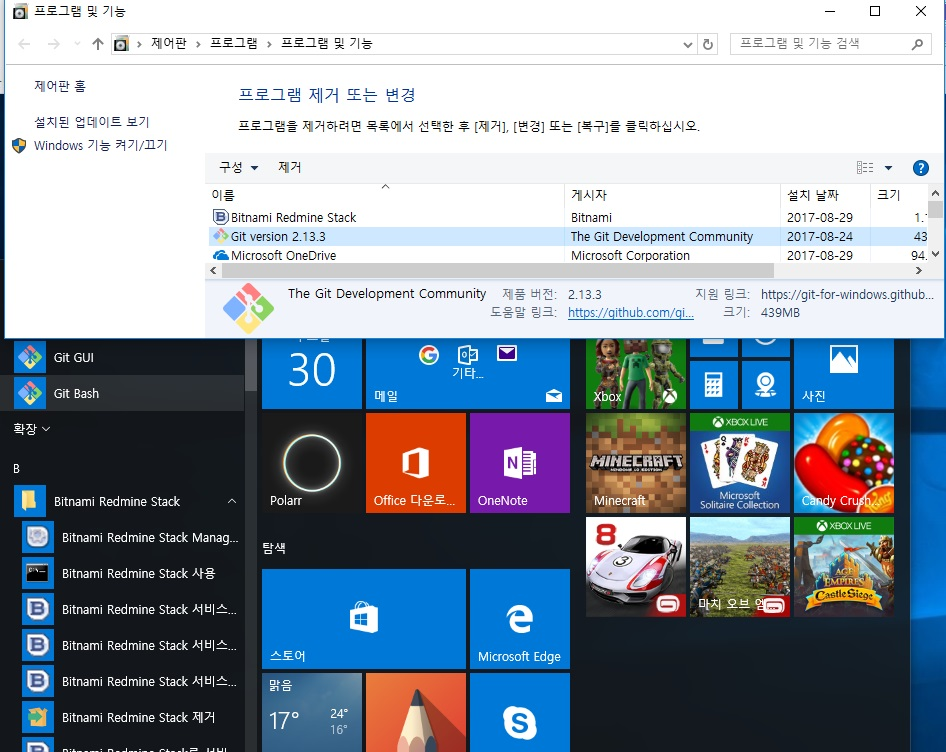 프로그램 및 기능
제어판 › 프로그램 › 프로그램 및 기능
프로그램 및 기능 검색
제어판 홈
설치된 업데이트 보기
Windows 기능 켜기/끄기
프로그램 제거 또는 변경
프로그램을 제거하려면 목록에서 선택한 후 [제거], [변경] 또는 [복구]를 클릭하십시오.
구성 제거
이름 게시자 설치 날짜 크기
Bitnami Redmine Stack Bitnami 2017-08-29 1.
Git version 2.13.3 The Git Development Community 2017-08-24 43
Microsoft OneDrive Microsoft Corporation 2017-08-29 94.
The Git Development Community 제품 버전: 2.13.3 지원 링크: https://git-for-windows.github...
도움말 링크: https://github.com/gi... 크기: 439MB
Git GUI
Git Bash
확장
B
Bitnami Redmine Stack
Bitnami Redmine Stack Manag...
Bitnami Redmine Stack 사용
Bitnami Redmine Stack 서비스...
Bitnami Redmine Stack 서비스...
Bitnami Redmine Stack 서비스...
Bitnami Redmine Stack 제거
30
기타...
메일
Xbox
사진
Polarr
Office 다운로...
N
OneNote
MINECRAFT
WINDOWS 10 EDITION
Minecraft
XBOX LIVE
Microsoft
Solitaire Collection
Candy Crush...
탐색
스토어
Microsoft Edge
8
3
마치 오브 엠
XBOX LIVE
AGE OF EMPIRES
Castle Siege
맑음
17°
24°
16°